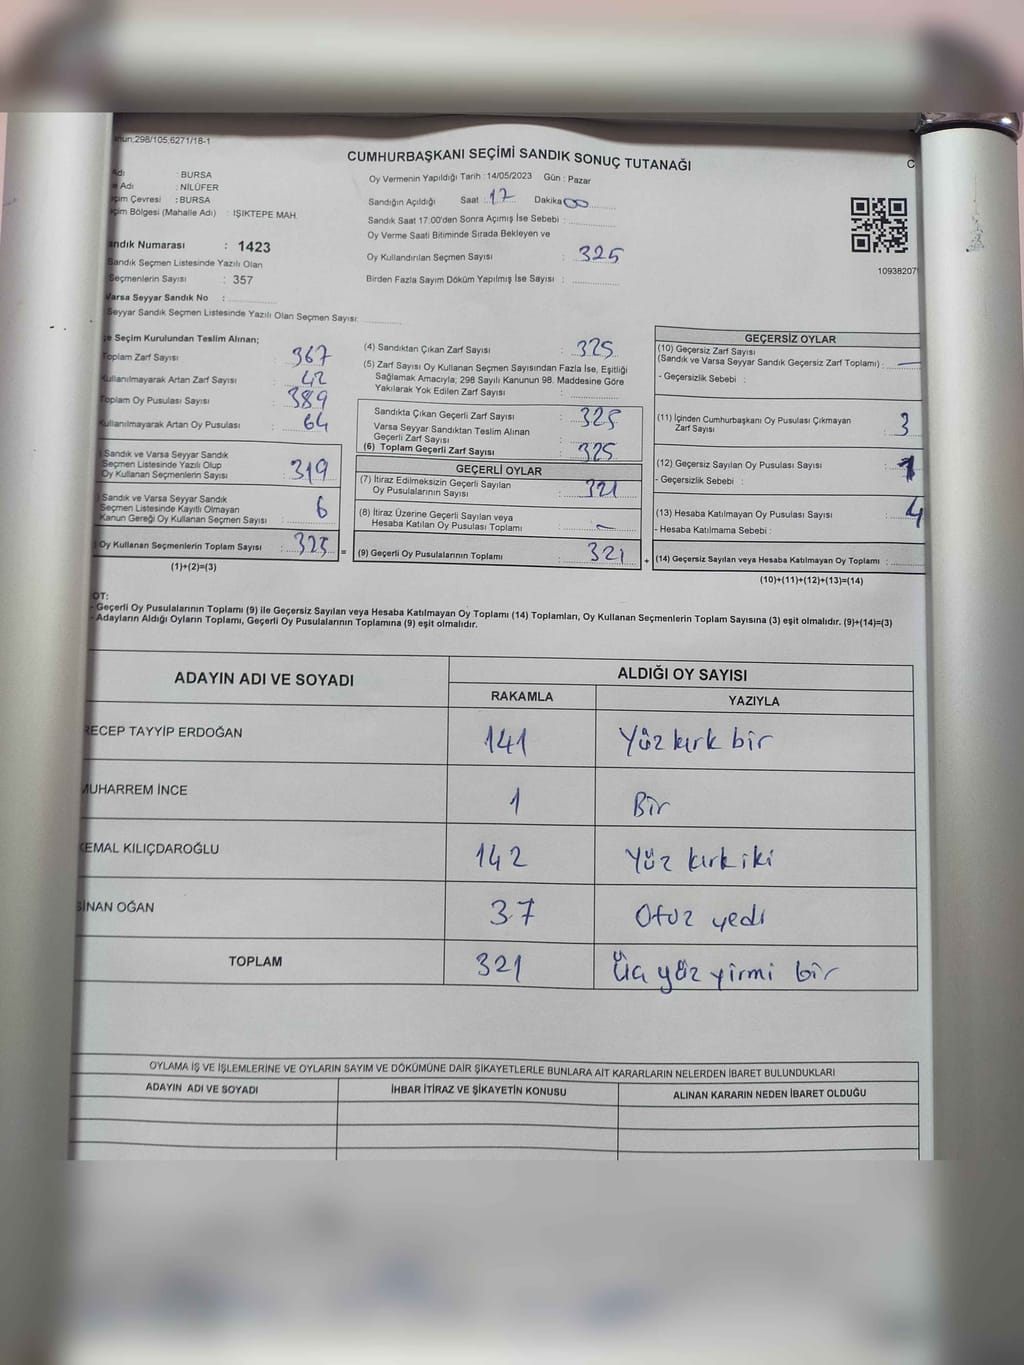 nun:298/105,6271/18-1
CUMHURBAŞKANI SEÇİMİ SANDIK SONUÇ TUTANAĞI
C
Adı : BURSA
e Adı : NİLÜFER
çim Çevresi : BURSA
çim Bölgesi (Mahalle Adı) : IŞIKTEPE MAH.
andık Numarası : 1423
Sandık Seçmen Listesinde Yazılı Olan
Seçmenlerin Sayısı : 357
Varsa Seyyar Sandık No :
Seyyar Sandık Seçmen Listesinde Yazılı Olan Seçmen Sayısı:
Oy Vermenin Yapıldığı Tarih : 14/05/2023 Gün : Pazar
Sandığın Açıldığı Saat : 17 Dakika 00
Sandık Saat 17:00'den Sonra Açımış İse Sebebi :
Oy Verme Saati Bitiminde Sırada Bekleyen ve
Oy Kullandırılan Seçmen Sayısı : 325
Birden Fazla Sayım Döküm Yapılmış İse Sayısı :
10938207
çe Seçim Kurulundan Teslim Alınan;
Toplam Zarf Sayısı : 367
Kullanılmayarak Artan Zarf Sayısı : 42
Toplam Oy Pusulası Sayısı : 389
Kullanılmayarak Artan Oy Pusulası : 64
) Sandık ve Varsa Seyyar Sandık
Seçmen Listesinde Yazılı Olup
Oy Kullanan Seçmenlerin Sayısı : 319
) Sandık ve Varsa Seyyar Sandık
Seçmen Listesinde Kayıtlı Olmayan
Kanun Gereği Oy Kullanan Seçmen Sayısı : 6
) Oy Kullanan Seçmenlerin Toplam Sayısı : 325 =
(1)+(2)=(3)
(4) Sandıktan Çıkan Zarf Sayısı : 325
(5) Zarf Sayısı Oy Kullanan Seçmen Sayısından Fazla İse, Eşitliği
Sağlamak Amacıyla; 298 Sayılı Kanunun 98. Maddesine Göre
Yakılarak Yok Edilen Zarf Sayısı :
Sandıkta Çıkan Geçerli Zarf Sayısı : 325
Varsa Seyyar Sandıktan Teslim Alınan
Geçerli Zarf Sayısı :
(6) Toplam Geçerli Zarf Sayısı : 325
GEÇERLİ OYLAR
(7) İtiraz Edilmeksizin Geçerli Sayılan
Oy Pusulalarının Sayısı : 321
(8) İtiraz Üzerine Geçerli Sayılan veya
Hesaba Katılan Oy Pusulası Toplamı : -
(9) Geçerli Oy Pusulalarının Toplamı : 321 +
GEÇERSİZ OYLAR
(10) Geçersiz Zarf Sayısı
(Sandık ve Varsa Seyyar Sandık Geçersiz Zarf Toplamı) : -
- Geçersizlik Sebebi :
(11) İçinden Cumhurbaşkanı Oy Pusulası Çıkmayan
Zarf Sayısı : 3
(12) Geçersiz Sayılan Oy Pusulası Sayısı : 1
- Geçersizlik Sebebi :
(13) Hesaba Katılmayan Oy Pusulası Sayısı : 4
- Hesaba Katılmama Sebebi :
(14) Geçersiz Sayılan veya Hesaba Katılmayan Oy Toplamı :
(10)+(11)+(12)+(13)=(14)
OT:
- Geçerli Oy Pusulalarının Toplamı (9) ile Geçersiz Sayılan veya Hesaba Katılmayan Oy Toplamı (14) Toplamları, Oy Kullanan Seçmenlerin Toplam Sayısına (3) eşit olmalıdır. (9)+(14)=(3)
- Adayların Aldığı Oyların Toplamı, Geçerli Oy Pusulalarının Toplamına (9) eşit olmalıdır.
ADAYIN ADI VE SOYADI
ALDIĞI OY SAYISI
RAKAMLA YAZIYLA
RECEP TAYYİP ERDOĞAN 141 Yüz kırk bir
MUHARREM İNCE 1 Bir
KEMAL KILIÇDAROĞLU 142 Yüz kırk iki
SİNAN OĞAN 37 Otuz yedi
TOPLAM 321 Üç yüz yirmi bir
OYLAMA İŞ VE İŞLEMLERİNE VE OYLARIN SAYIM VE DÖKÜMÜNE DAİR ŞİKAYETLERLE BUNLARA AİT KARARLARIN NELERDEN İBARET BULUNDUKLARI
ADAYIN ADI VE SOYADI İHBAR İTİRAZ VE ŞİKAYETİN KONUSU ALINAN KARARIN NEDEN İBARET OLDUĞU